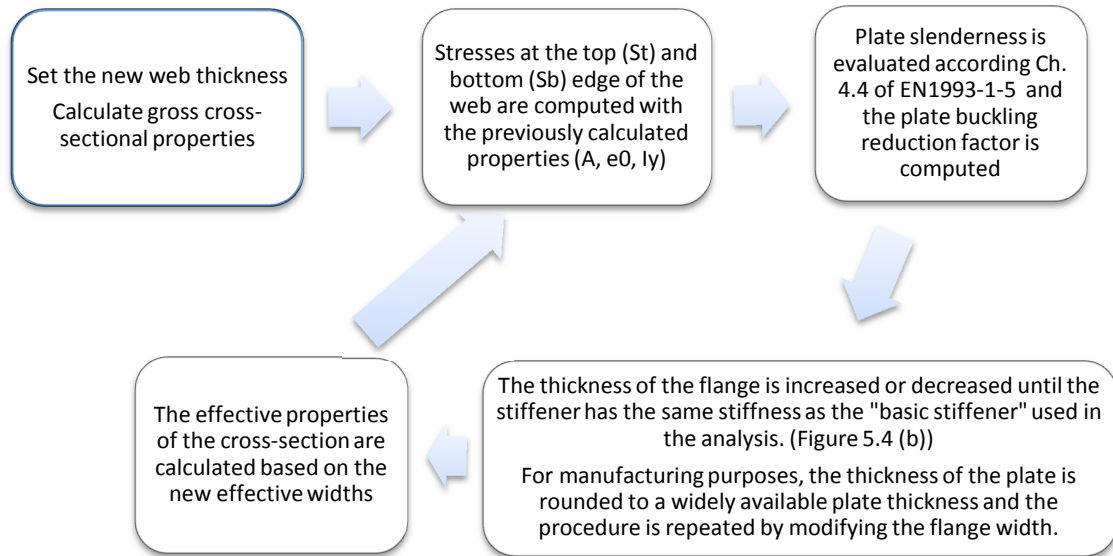 Set the new web thickness
Calculate gross cross-
sectional properties
Stresses at the top (St) and
bottom (Sb) edge of the
web are computed with
the previously calculated
properties (A, e0, Iy)
Plate slenderness is
evaluated according Ch.
4.4 of EN1993-1-5 and
the plate buckling
reduction factor is
computed
The thickness of the flange is increased or decreased until the
stiffener has the same stiffness as the "basic stiffener" used in
the analysis. (Figure 5.4 (b))
For manufacturing purposes, the thickness of the plate is
rounded to a widely available plate thickness and the
procedure is repeated by modifying the flange width.
The effective properties
of the cross-section are
calculated based on the
new effective widths